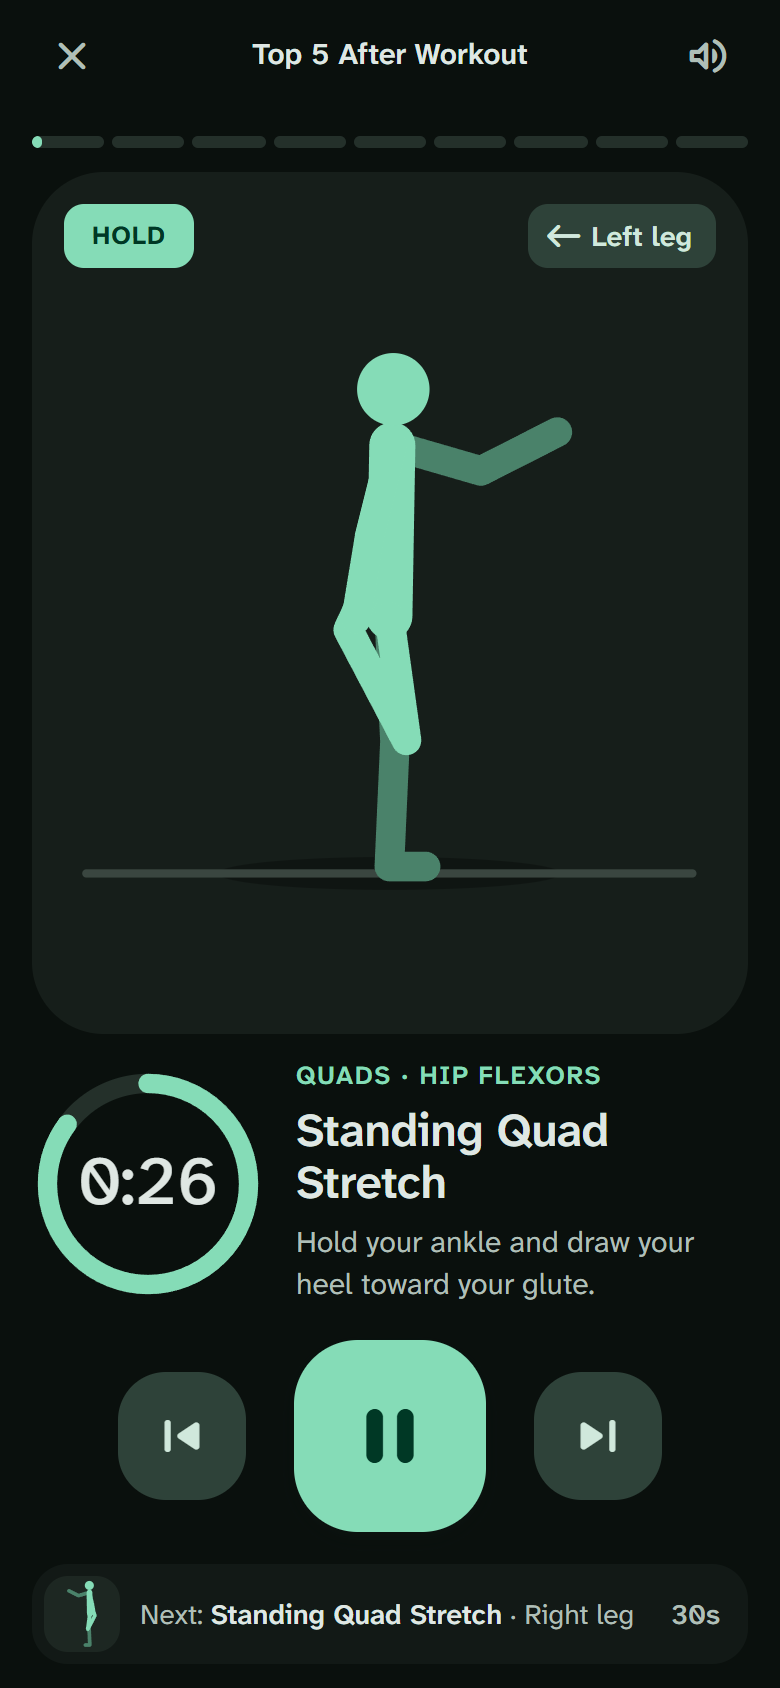 Top 5 After Workout
HOLD
← Left leg
0:26
QUADS · HIP FLEXORS
Standing Quad
Stretch
Hold your ankle and draw your
heel toward your glute.
Next: Standing Quad Stretch · Right leg
30s